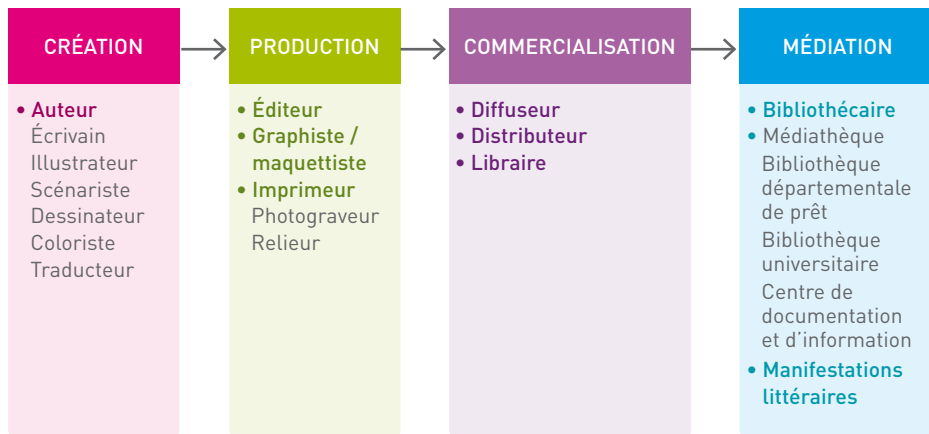 CRÉATION
• Auteur
Écrivain
Illustrateur
Scénariste
Dessinateur
Coloriste
Traducteur
PRODUCTION
• Éditeur
• Graphiste /
maquettiste
• Imprimeur
Photograveur
Relieur
COMMERCIALISATION
• Diffuseur
• Distributeur
• Libraire
MÉDIATION
• Bibliothécaire
• Médiathèque
Bibliothèque
départementale
de prêt
Bibliothèque
universitaire
Centre de
documentation
et d'information
• Manifestations
littéraires